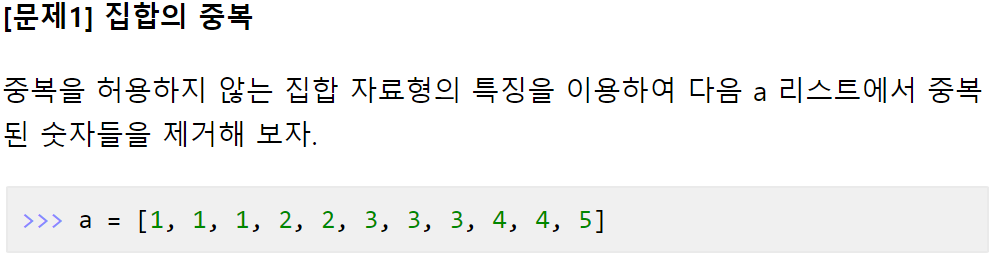 [문제1] 집합의 중복
중복을 허용하지 않는 집합 자료형의 특징을 이용하여 다음 a 리스트에서 중복
된 숫자들을 제거해 보자.
>>> a = [1, 1, 1, 2, 2, 3, 3, 3, 4, 4, 5]